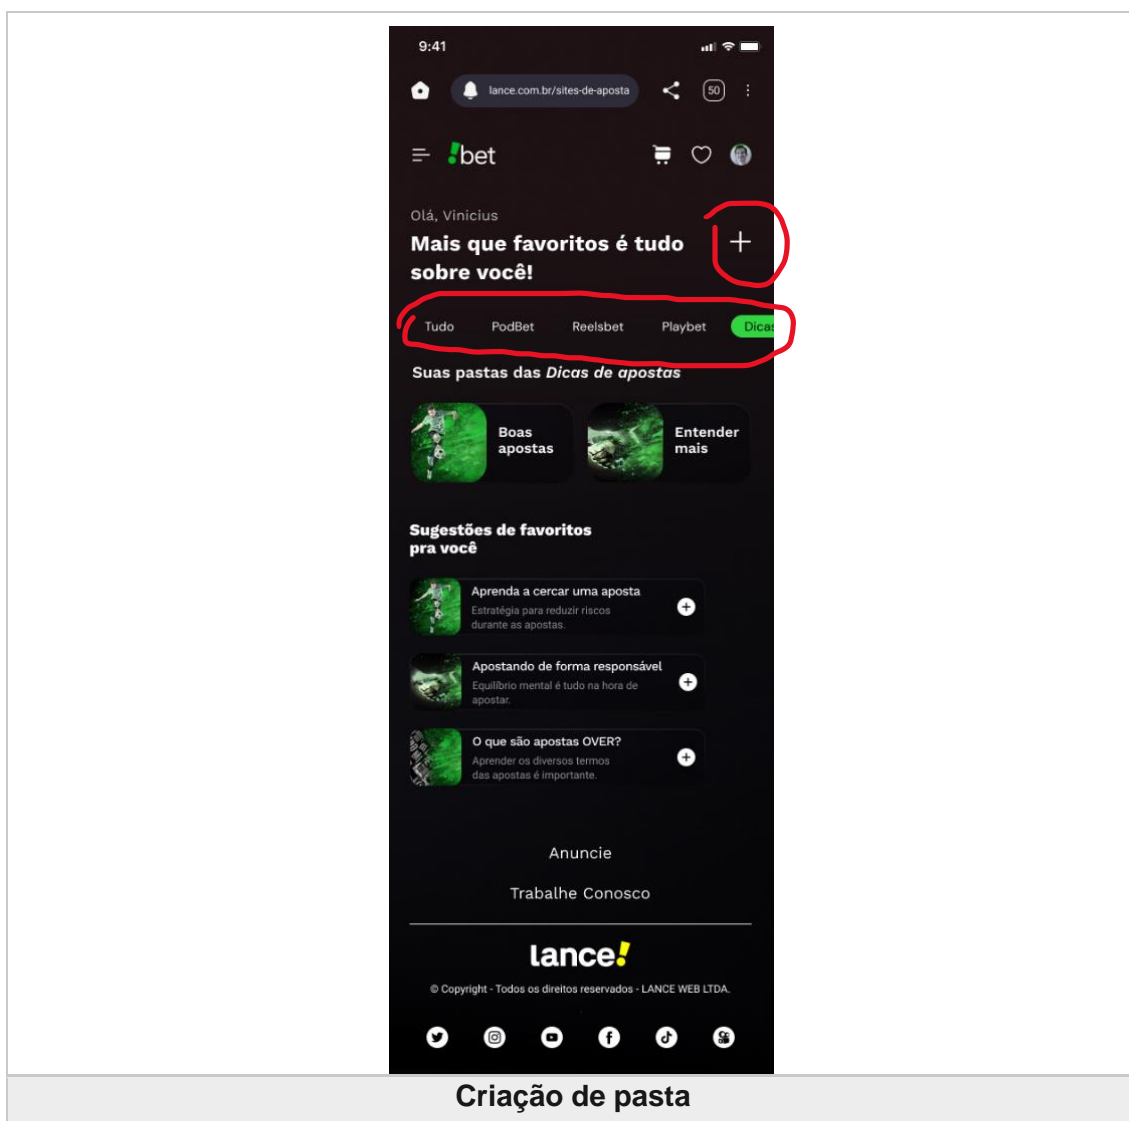 9:41
lance.com.br/sites-de-aposta
50
!bet
Olá, Vinicius
Mais que favoritos é tudo
sobre você!
Tudo PodBet Reelsbet Playbet Dicas
Suas pastas das Dicas de apostas
Boas
apostas
Entender
mais
Sugestões de favoritos
pra você
Aprenda a cercar uma aposta
Estratégia para reduzir riscos
durante as apostas.
Apostando de forma responsável
Equilíbrio mental é tudo na hora de
apostar.
O que são apostas OVER?
Aprender os diversos termos
das apostas é importante.
Anuncie
Trabalhe Conosco
lance!
© Copyright - Todos os direitos reservados - LANCE WEB LTDA.
Criação de pasta